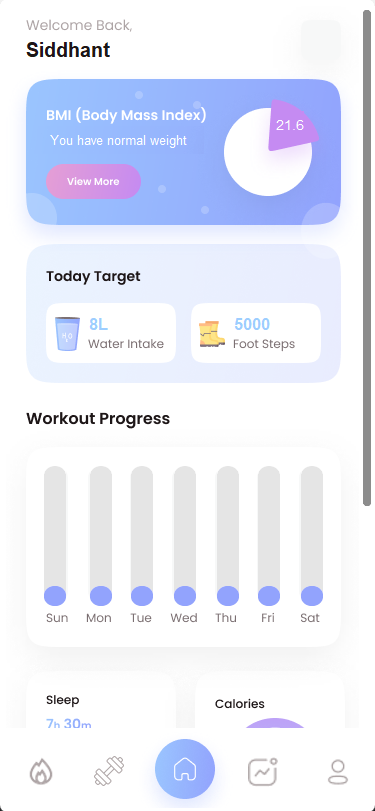 Welcome Back,
Siddhant
BMI (Body Mass Index)
You have normal weight
21.6
View More
Today Target
8L
Water Intake
5000
Foot Steps
H₂O
Workout Progress
Sun Mon Tue Wed Thu Fri Sat
Sleep
7h 30m
Calories